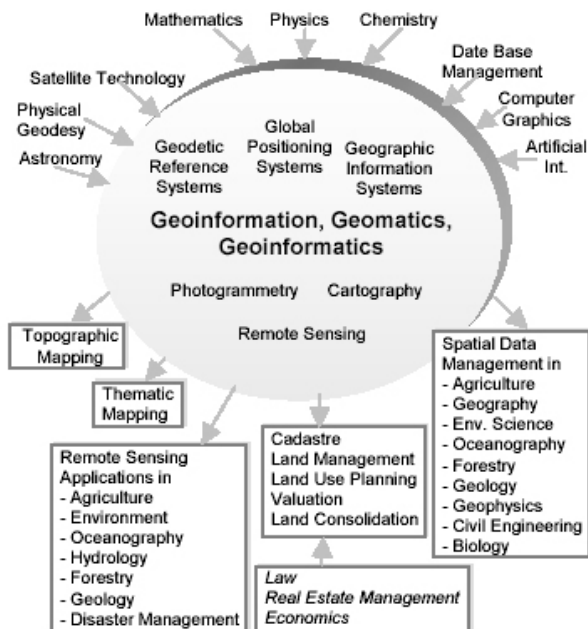 Mathematics
Physics
Chemistry
Satellite Technology
Date Base
Management
Physical
Geodesy
Computer
Graphics
Astronomy
Artificial
Int.
Geodetic
Reference
Systems
Global
Positioning
Systems
Geographic
Information
Systems
Geoinformation, Geomatics,
Geoinformatics
Photogrammetry
Cartography
Remote Sensing
Topographic
Mapping
Thematic
Mapping
Remote Sensing
Applications in
- Agriculture
- Environment
- Oceanography
- Hydrology
- Forestry
- Geology
- Disaster Management
Cadastre
Land Management
Land Use Planning
Valuation
Land Consolidation
Law
Real Estate Management
Economics
Spatial Data
Management in
- Agriculture
- Geography
- Env. Science
- Oceanography
- Forestry
- Geology
- Geophysics
- Civil Engineering
- Biology